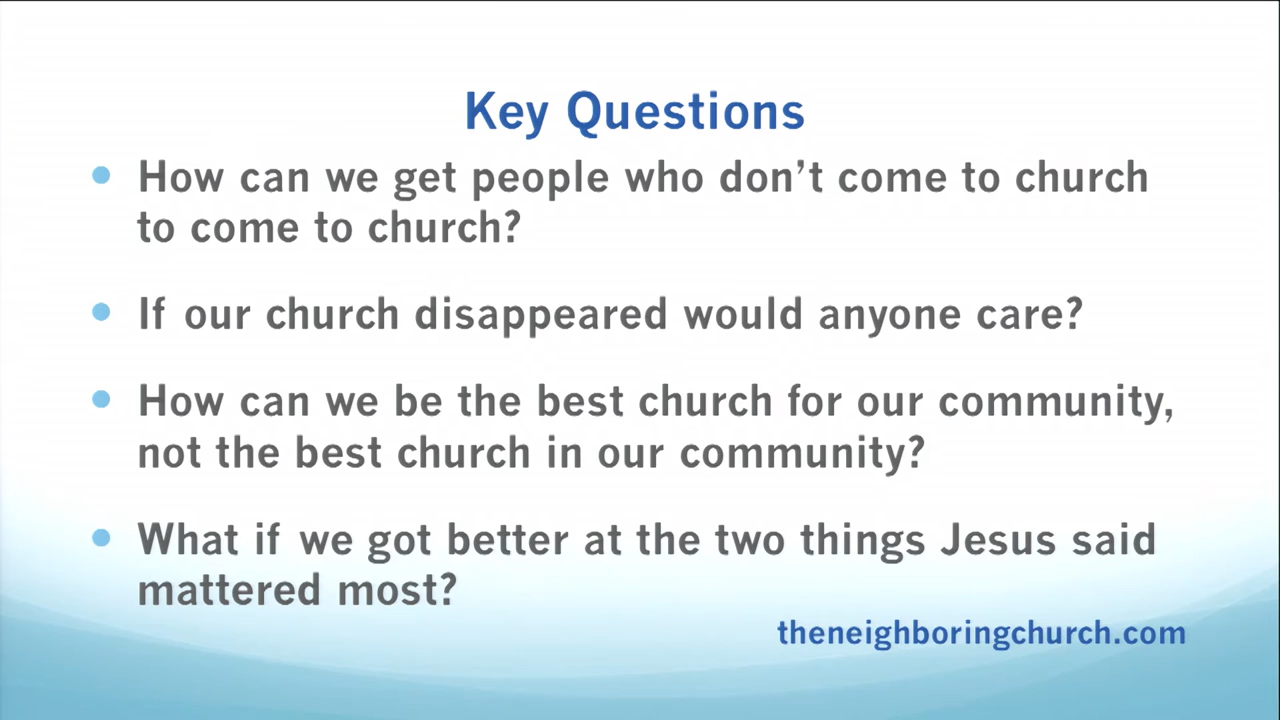 Key Questions
• How can we get people who don’t come to church
to come to church?
• If our church disappeared would anyone care?
• How can we be the best church for our community,
not the best church in our community?
• What if we got better at the two things Jesus said
mattered most?
theneighboringchurch.com